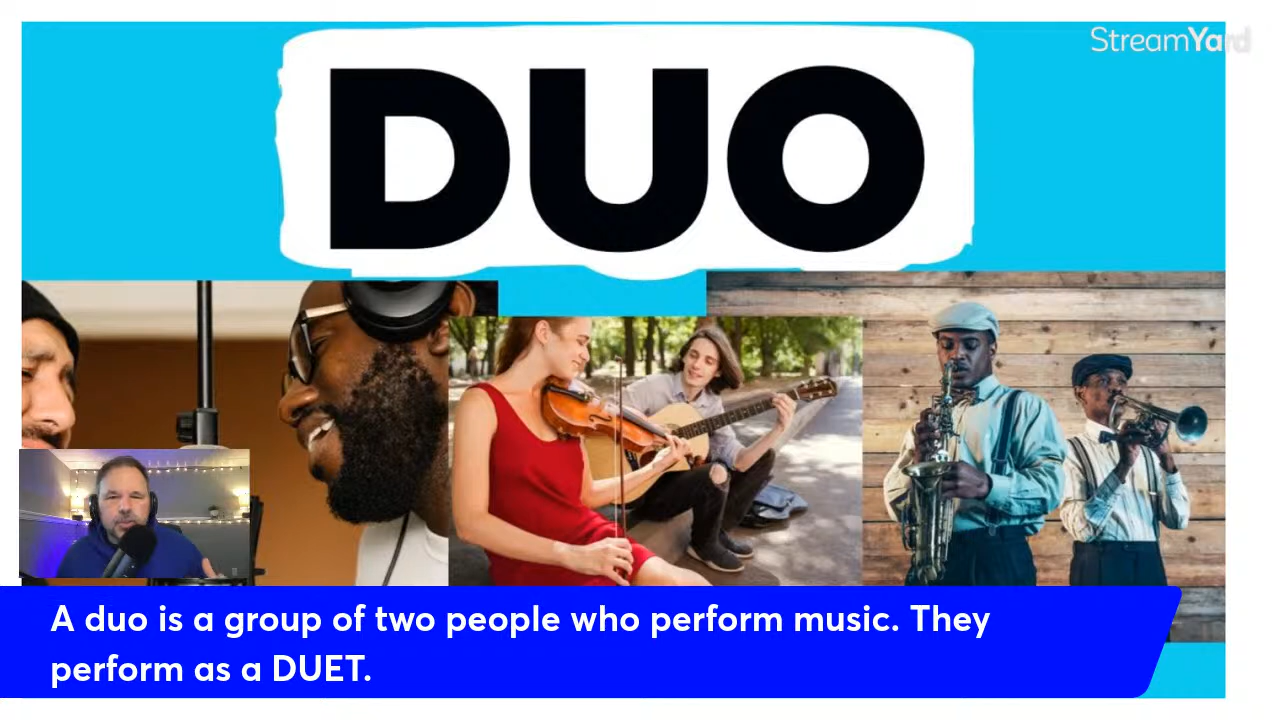 StreamYard
DUO
A duo is a group of two people who perform music. They
perform as a DUET.